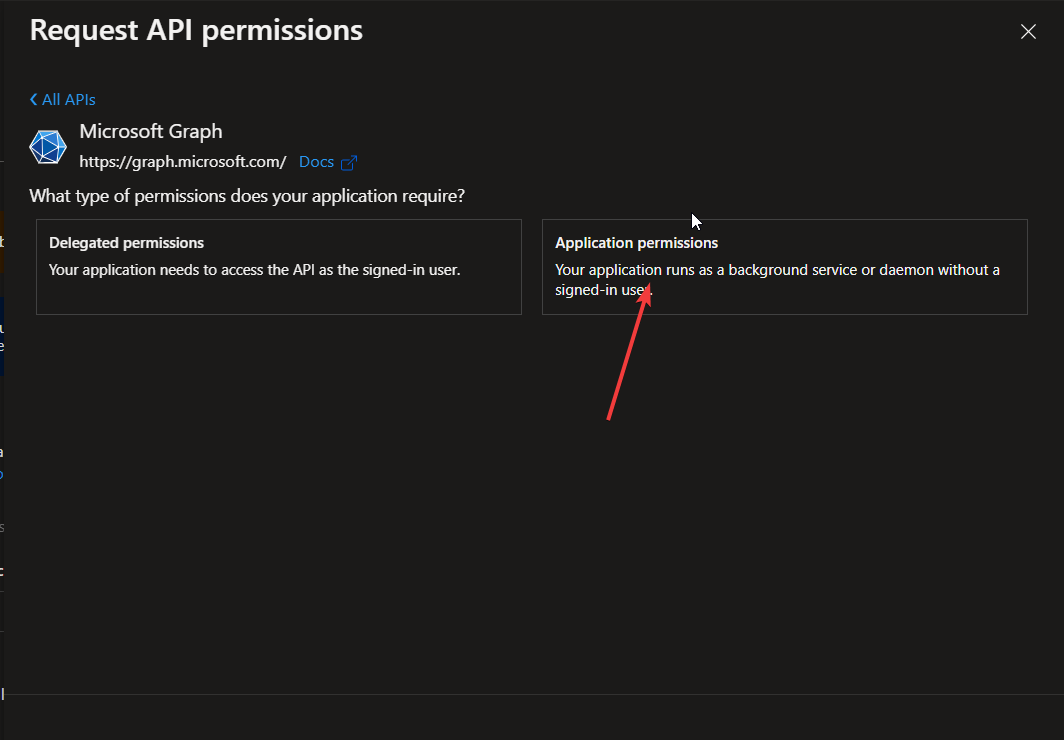 Request API permissions
All APIs
Microsoft Graph
https://graph.microsoft.com/ Docs
What type of permissions does your application require?
Delegated permissions
Your application needs to access the API as the signed-in user.
Application permissions
Your application runs as a background service or daemon without a
signed-in user.